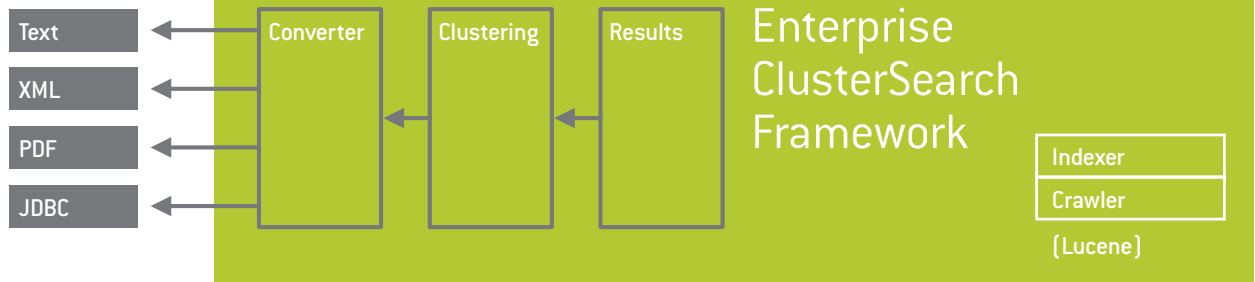 Text
XML
PDF
JDBC
Converter
Clustering
Results
Enterprise
ClusterSearch
Framework
Indexer
Crawler
(Lucene)